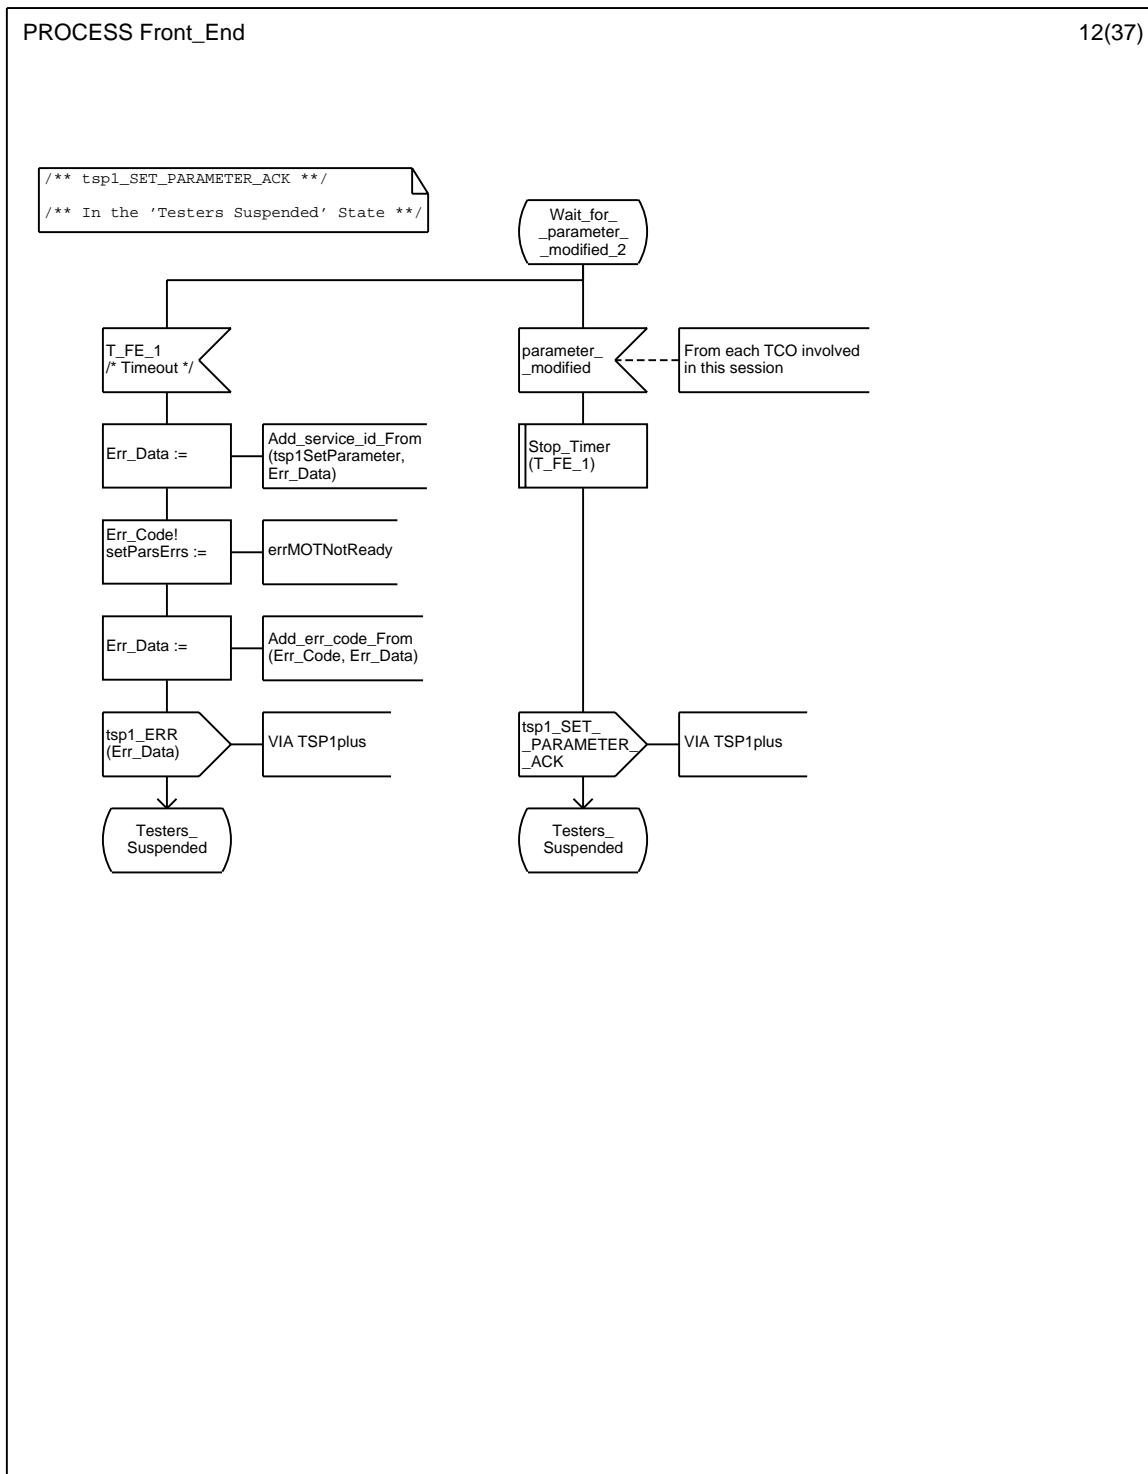 PROCESS Front_End
12(37)
/** tsp1_SET_PARAMETER_ACK **/
/** In the ’Testers Suspended’ State **/
Wait_for_
_parameter_
_modified_2
T_FE_1
/* Timeout */
parameter_
_modified
From each TCO involved
in this session
Err_Data :=
Add_service_id_From
(tsp1SetParameter,
Err_Data)
Stop_Timer
(T_FE_1)
Err_Code!
setParsErrs :=
errMOTNotReady
Err_Data :=
Add_err_code_From
(Err_Code, Err_Data)
tsp1_ERR
(Err_Data)
VIA TSP1plus
tsp1_SET_
_PARAMETER_
_ACK
VIA TSP1plus
Testers_
Suspended
Testers_
Suspended